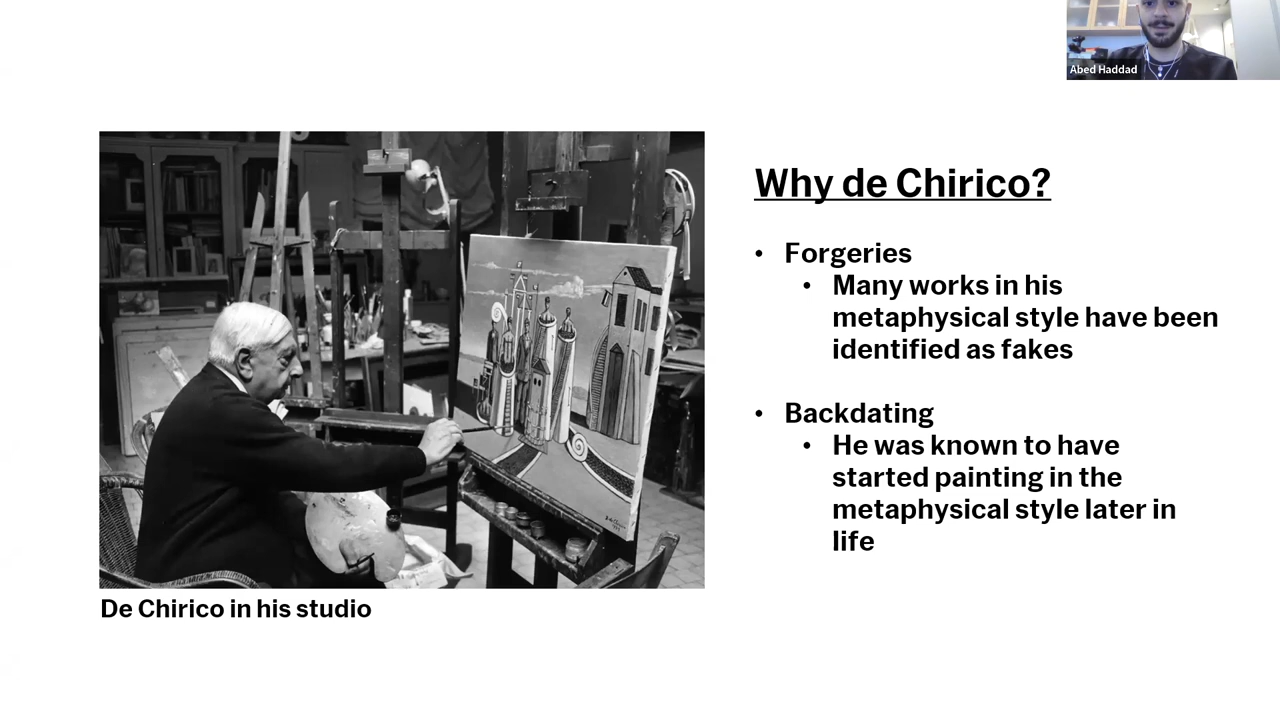 Abed Haddad
Why de Chirico?
• Forgeries
• Many works in his
metaphysical style have been
identified as fakes
• Backdating
• He was known to have
started painting in the
metaphysical style later in
life
De Chirico in his studio